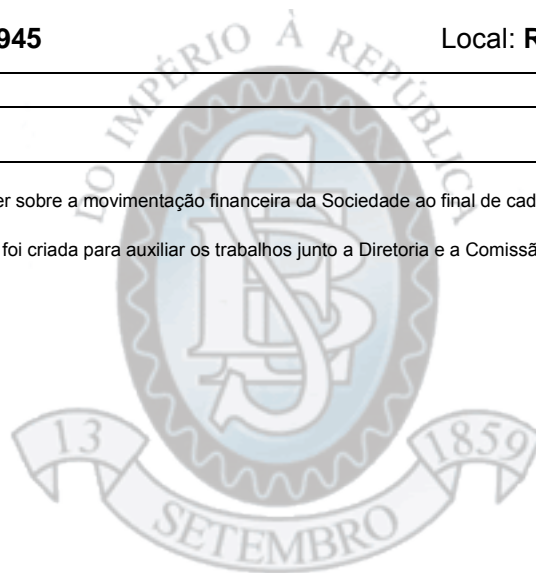 945 Local: R
DO IMPÉRIO À REPÚBLICA
er sobre a movimentação financeira da Sociedade ao final de cad
foi criada para auxiliar os trabalhos junto a Diretoria e a Comissã
13 1859
SETEMBRO